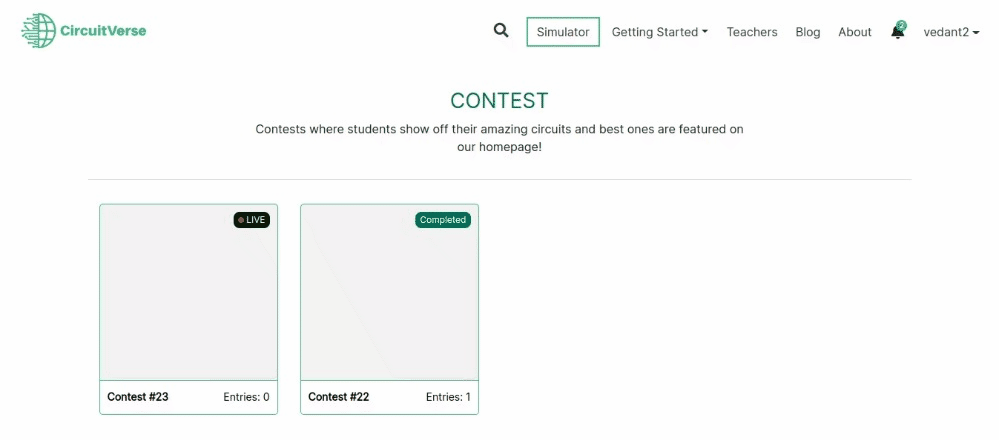 CircuitVerse
Simulator Getting Started Teachers Blog About 2 vedant2
CONTEST
Contests where students show off their amazing circuits and best ones are featured on
our homepage!
LIVE
Completed
Contest #23 Entries: 0
Contest #22 Entries: 1